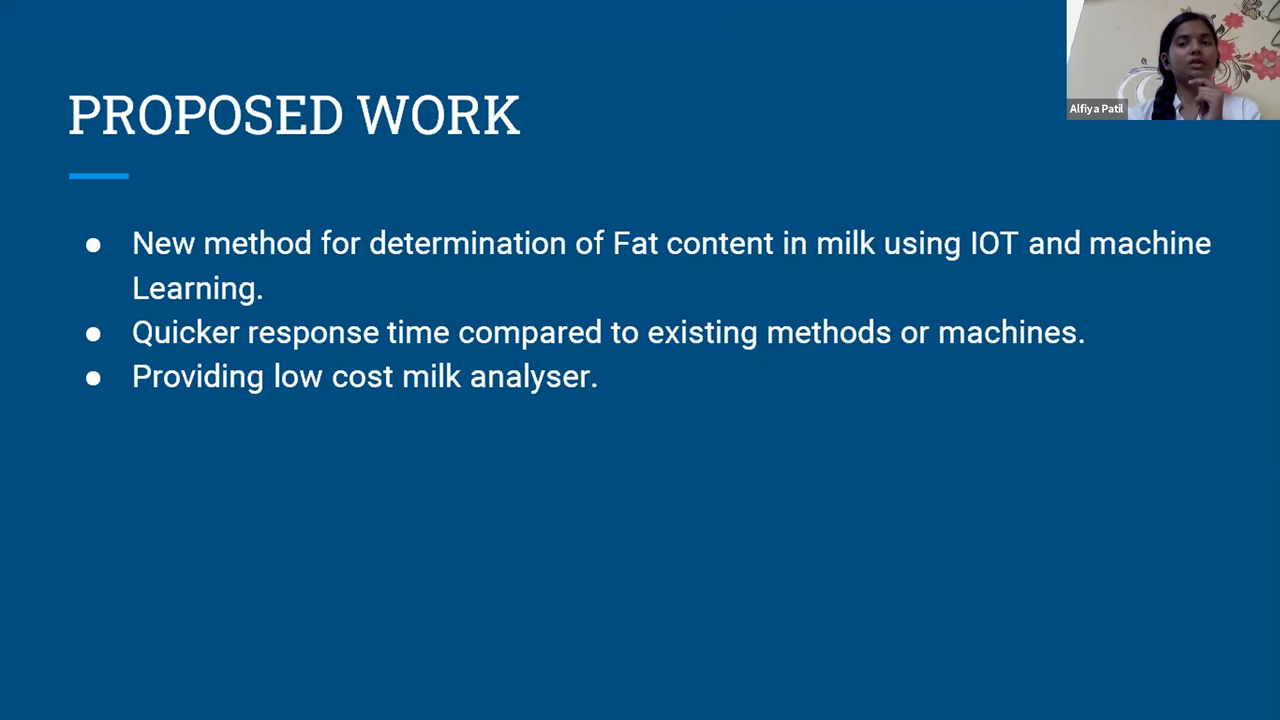 PROPOSED WORK
● New method for determination of Fat content in milk using IOT and machine
Learning.
● Quicker response time compared to existing methods or machines.
● Providing low cost milk analyser.
Alfiya Patil